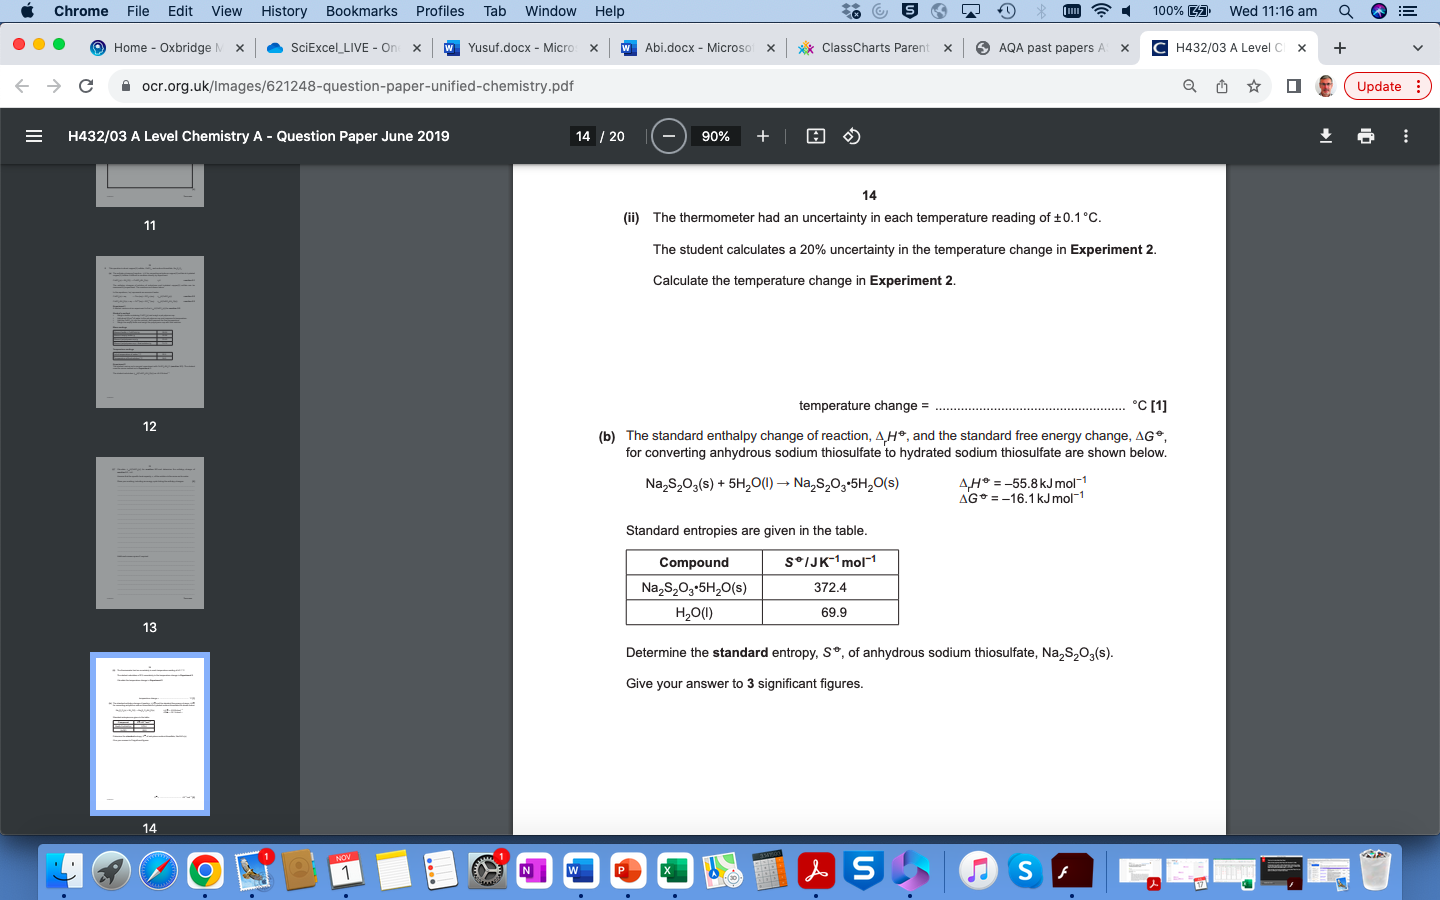 Chrome File Edit View History Bookmarks Profiles Tab Window Help 100% Wed 11:16 am
Home - Oxbridge SciExcel_LIVE - On Yusuf.docx - Micro Abi.docx - Microso ClassCharts Parent AQA past papers A H432/03 A Level C
ocr.org.uk/Images/621248-question-paper-unified-chemistry.pdf Update
H432/03 A Level Chemistry A - Question Paper June 2019 14 / 20 90%
11
12
13
14
14
(ii) The thermometer had an uncertainty in each temperature reading of ±0.1 °C.
The student calculates a 20% uncertainty in the temperature change in Experiment 2.
Calculate the temperature change in Experiment 2.
temperature change = .................................................... °C [1]
(b) The standard enthalpy change of reaction, ΔᵣH⦵, and the standard free energy change, ΔG⦵,
for converting anhydrous sodium thiosulfate to hydrated sodium thiosulfate are shown below.
Na₂S₂O₃(s) + 5H₂O(l) → Na₂S₂O₃•5H₂O(s) ΔᵣH⦵ = –55.8 kJ mol⁻¹
ΔG⦵ = –16.1 kJ mol⁻¹
Standard entropies are given in the table.
Compound S⦵ / J K⁻¹ mol⁻¹
Na₂S₂O₃•5H₂O(s) 372.4
H₂O(l) 69.9
Determine the standard entropy, S⦵, of anhydrous sodium thiosulfate, Na₂S₂O₃(s).
Give your answer to 3 significant figures.
1 NOV 1 1 N W P X S S